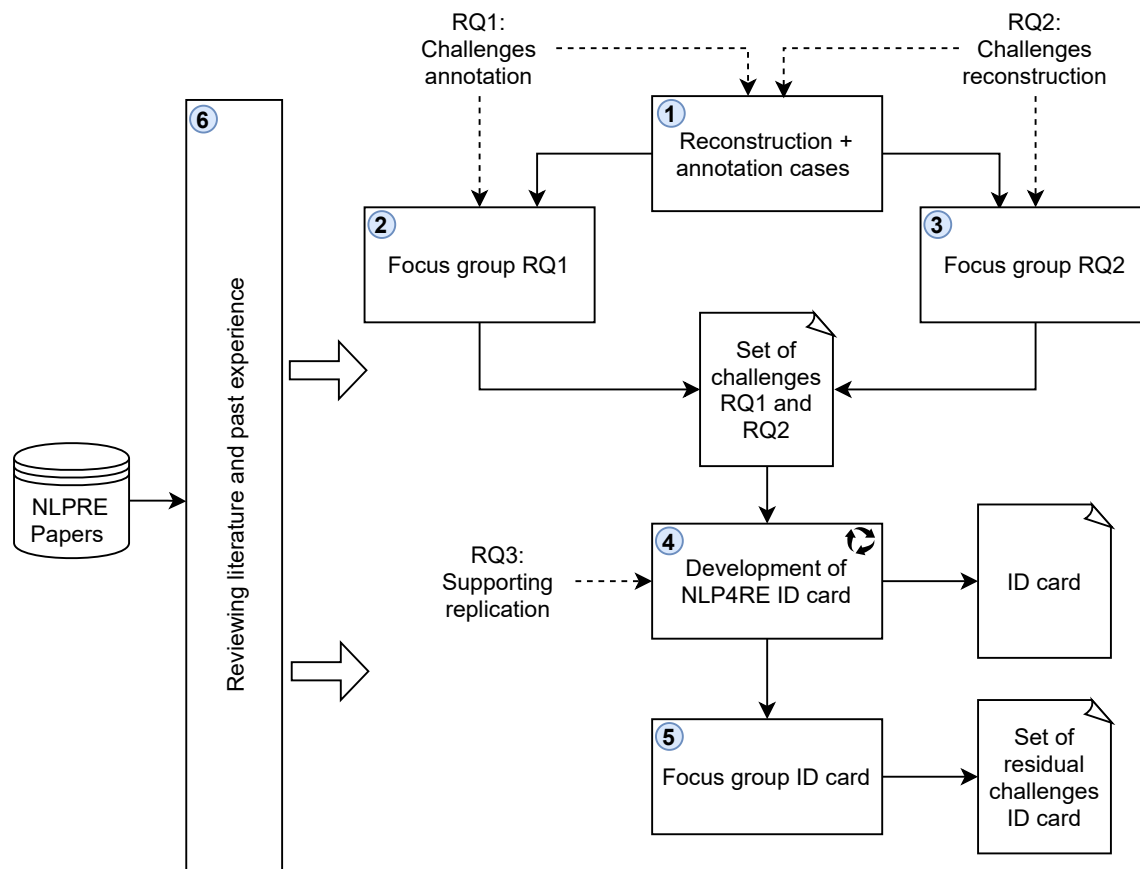 RQ1:
Challenges
annotation
RQ2:
Challenges
reconstruction
6
1
Reconstruction +
annotation cases
2
Focus group RQ1
3
Focus group RQ2
Reviewing literature and past experience
Set of
challenges
RQ1 and
RQ2
NLPRE
Papers
RQ3:
Supporting
replication
4
Development of
NLP4RE ID card
ID card
5
Focus group ID card
Set of
residual
challenges
ID card